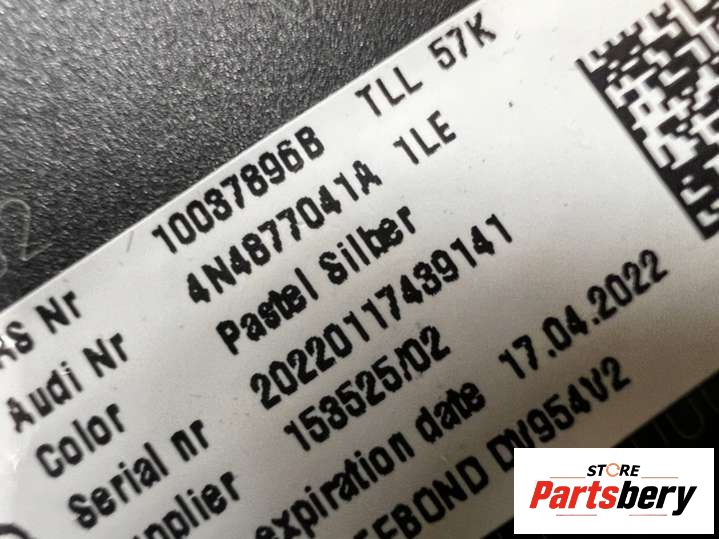 TLL 57K
RS Nr 10037896B
Audi Nr 4N4877041A 1LE
Color Pastel Silber
Serial nr 20220117439141
153525/02
expiration date 17.04.2022
DV954V2
STORE
Partsbery